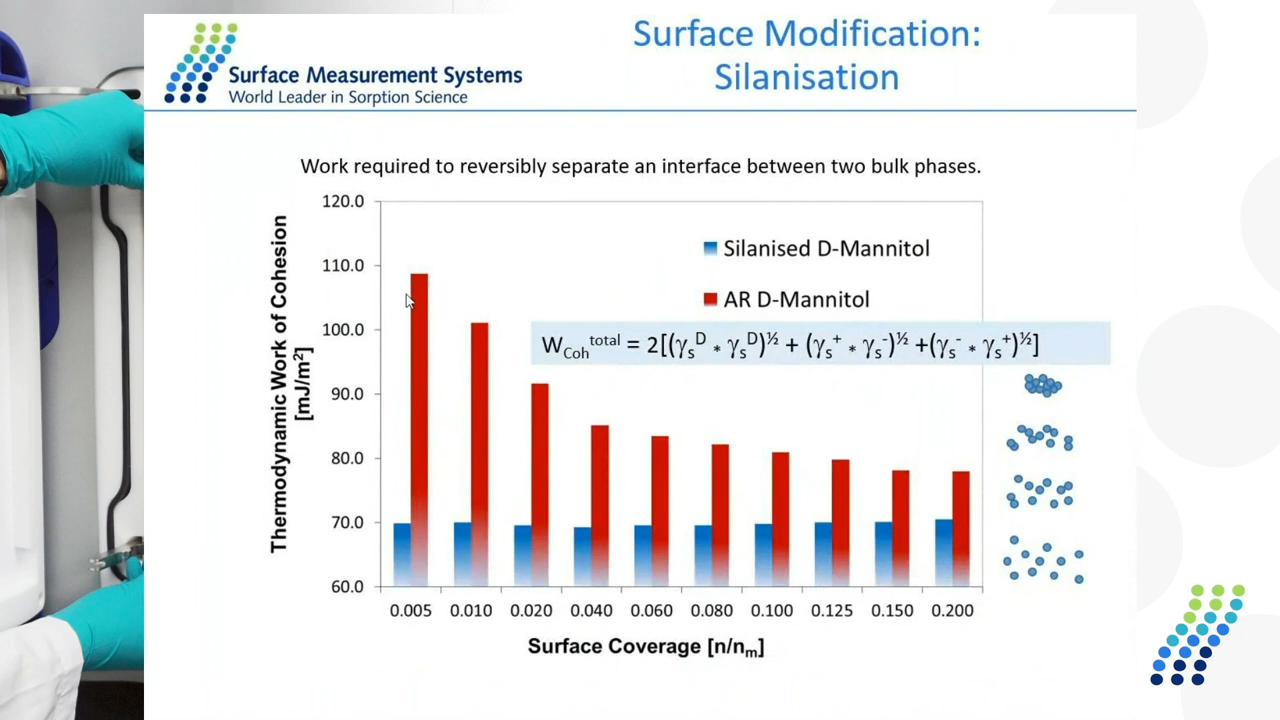 Surface Modification:
Silanisation
Surface Measurement Systems
World Leader in Sorption Science
Work required to reversibly separate an interface between two bulk phases.
Thermodynamic Work of Cohesion
[mJ/m²]
120.0
110.0
100.0
90.0
80.0
70.0
60.0
Silanised D-Mannitol
AR D-Mannitol
W_Coh^total = 2[(γ_s^D * γ_s^D)^½ + (γ_s^+ * γ_s^-)^½ +(γ_s^- * γ_s^+)^½]
0.005 0.010 0.020 0.040 0.060 0.080 0.100 0.125 0.150 0.200
Surface Coverage [n/n_m]